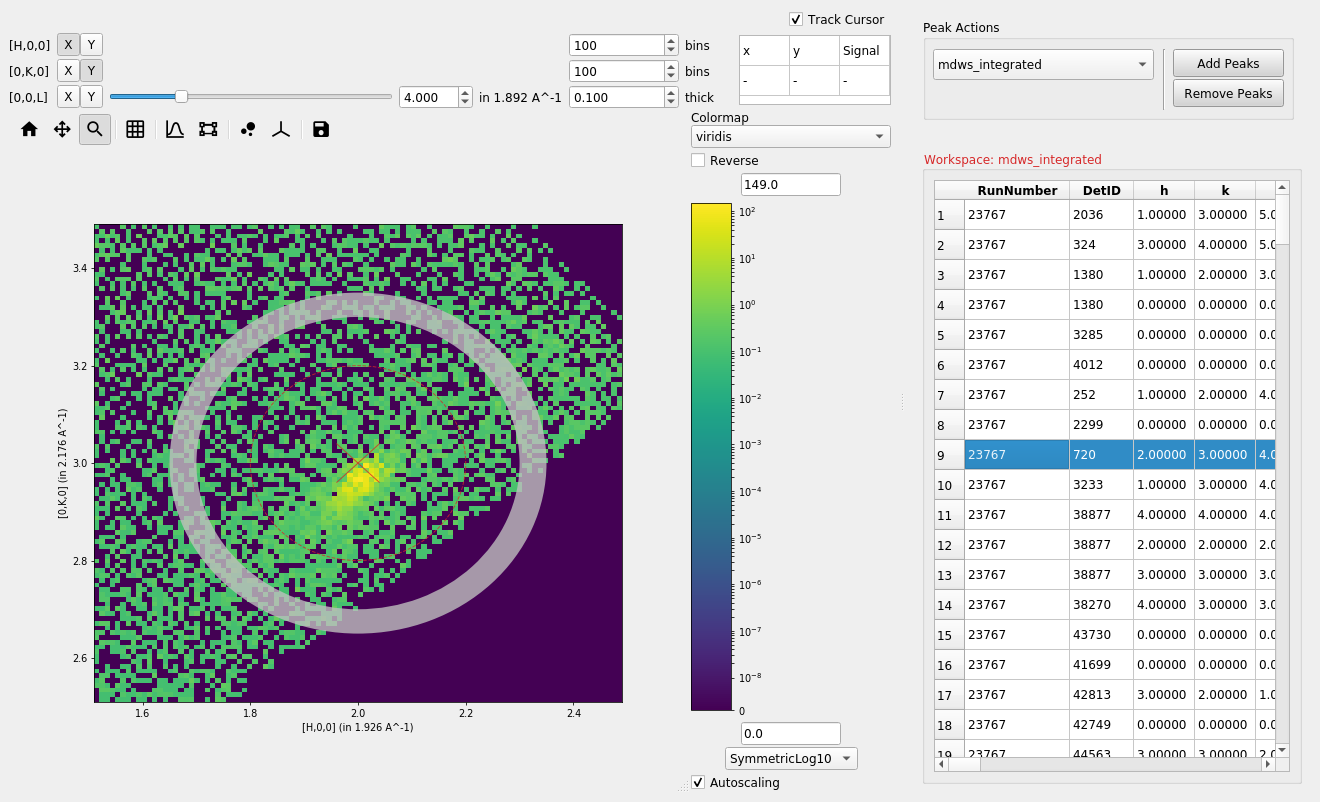 Track Cursor
[H,0,0] X Y 100 bins
[0,K,0] X Y 100 bins
[0,0,L] X Y 4.000 in 1.892 A^-1 0.100 thick
x y Signal
- - -
Colormap
viridis
Reverse
149.0
10²
10¹
10⁰
10⁻¹
10⁻²
10⁻³
10⁻⁴
10⁻⁵
10⁻⁶
10⁻⁷
10⁻⁸
0
0.0
SymmetricLog10
Autoscaling
[0,K,0] (in 2.176 A^-1)
3.4
3.2
3.0
2.8
2.6
1.6 1.8 2.0 2.2 2.4
[H,0,0] (in 1.926 A^-1)
Peak Actions
mdws_integrated
Add Peaks
Remove Peaks
Workspace: mdws_integrated
RunNumber DetID h k
1 23767 2036 1.00000 3.00000 5.0
2 23767 324 3.00000 4.00000 5.0
3 23767 1380 1.00000 2.00000 3.0
4 23767 1380 0.00000 0.00000 0.0
5 23767 3285 0.00000 0.00000 0.0
6 23767 4012 0.00000 0.00000 0.0
7 23767 252 1.00000 2.00000 4.0
8 23767 2299 0.00000 0.00000 0.0
9 23767 720 2.00000 3.00000 4.0
10 23767 3233 1.00000 3.00000 4.0
11 23767 38877 4.00000 4.00000 4.0
12 23767 38877 2.00000 2.00000 2.0
13 23767 38877 3.00000 3.00000 3.0
14 23767 38270 4.00000 3.00000 3.0
15 23767 43730 0.00000 0.00000 0.0
16 23767 41699 0.00000 0.00000 0.0
17 23767 42813 3.00000 2.00000 1.0
18 23767 42749 0.00000 0.00000 0.0
19 23767 44563 3.00000 3.00000 2.0